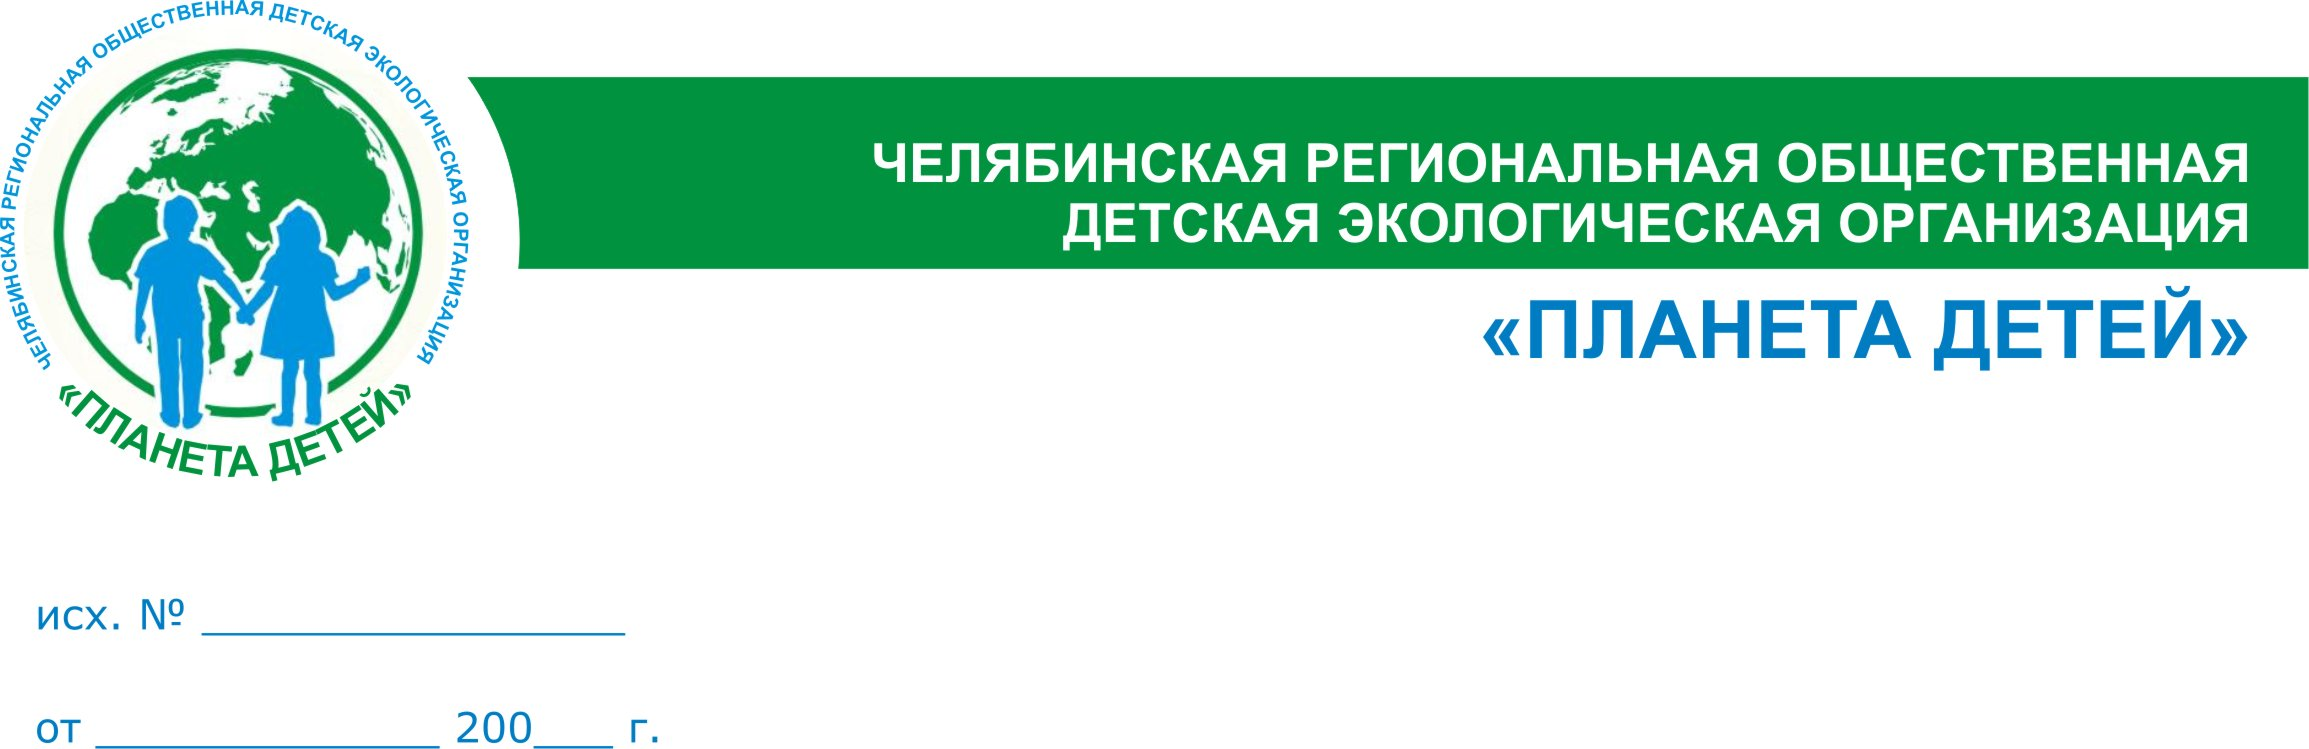 ЧЕЛЯБИНСКАЯ РЕГИОНАЛЬНАЯ ОБЩЕСТВЕННАЯ ДЕТСКАЯ ЭКОЛОГИЧЕСКАЯ ОРГАНИЗАЦИЯ
«ПЛАНЕТА ДЕТЕЙ»
ЧЕЛЯБИНСКАЯ РЕГИОНАЛЬНАЯ ОБЩЕСТВЕННАЯ
ДЕТСКАЯ ЭКОЛОГИЧЕСКАЯ ОРГАНИЗАЦИЯ
«ПЛАНЕТА ДЕТЕЙ»
исх. № ________________
от _____________ 200___ г.